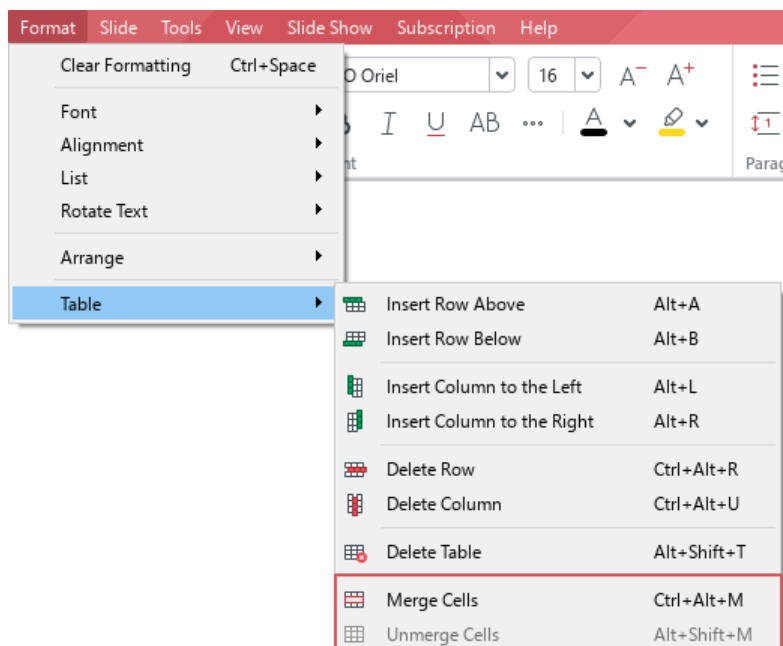 Format Slide Tools View Slide Show Subscription Help
Clear Formatting Ctrl+Space
O Oriel 16 A- A+
Font
Alignment
I U AB ... A
List
Rotate Text
Arrange
Table
Insert Row Above Alt+A
Insert Row Below Alt+B
Insert Column to the Left Alt+L
Insert Column to the Right Alt+R
Delete Row Ctrl+Alt+R
Delete Column Ctrl+Alt+U
Delete Table Alt+Shift+T
Merge Cells Ctrl+Alt+M
Unmerge Cells Alt+Shift+M